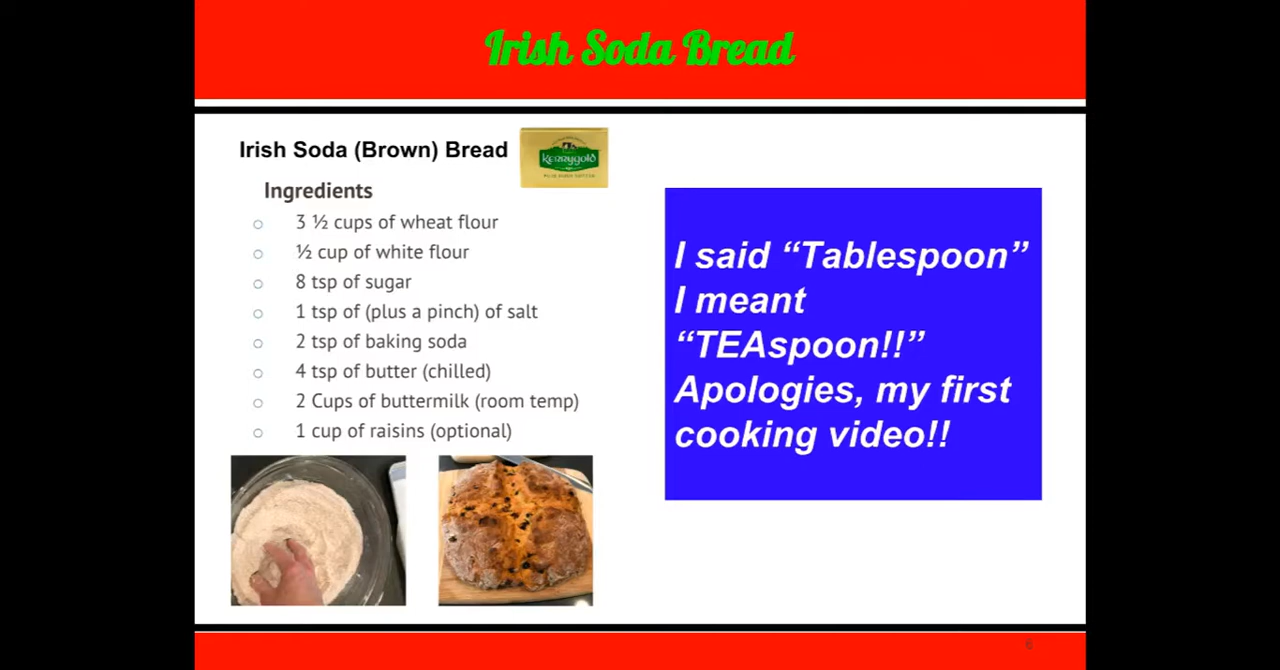 Irish Soda Bread
Irish Soda (Brown) Bread
KERRYGOLD
Ingredients
3 ½ cups of wheat flour
½ cup of white flour
8 tsp of sugar
1 tsp of (plus a pinch) of salt
2 tsp of baking soda
4 tsp of butter (chilled)
2 Cups of buttermilk (room temp)
1 cup of raisins (optional)
I said “Tablespoon”
I meant
“TEAspoon!!”
Apologies, my first
cooking video!!
6